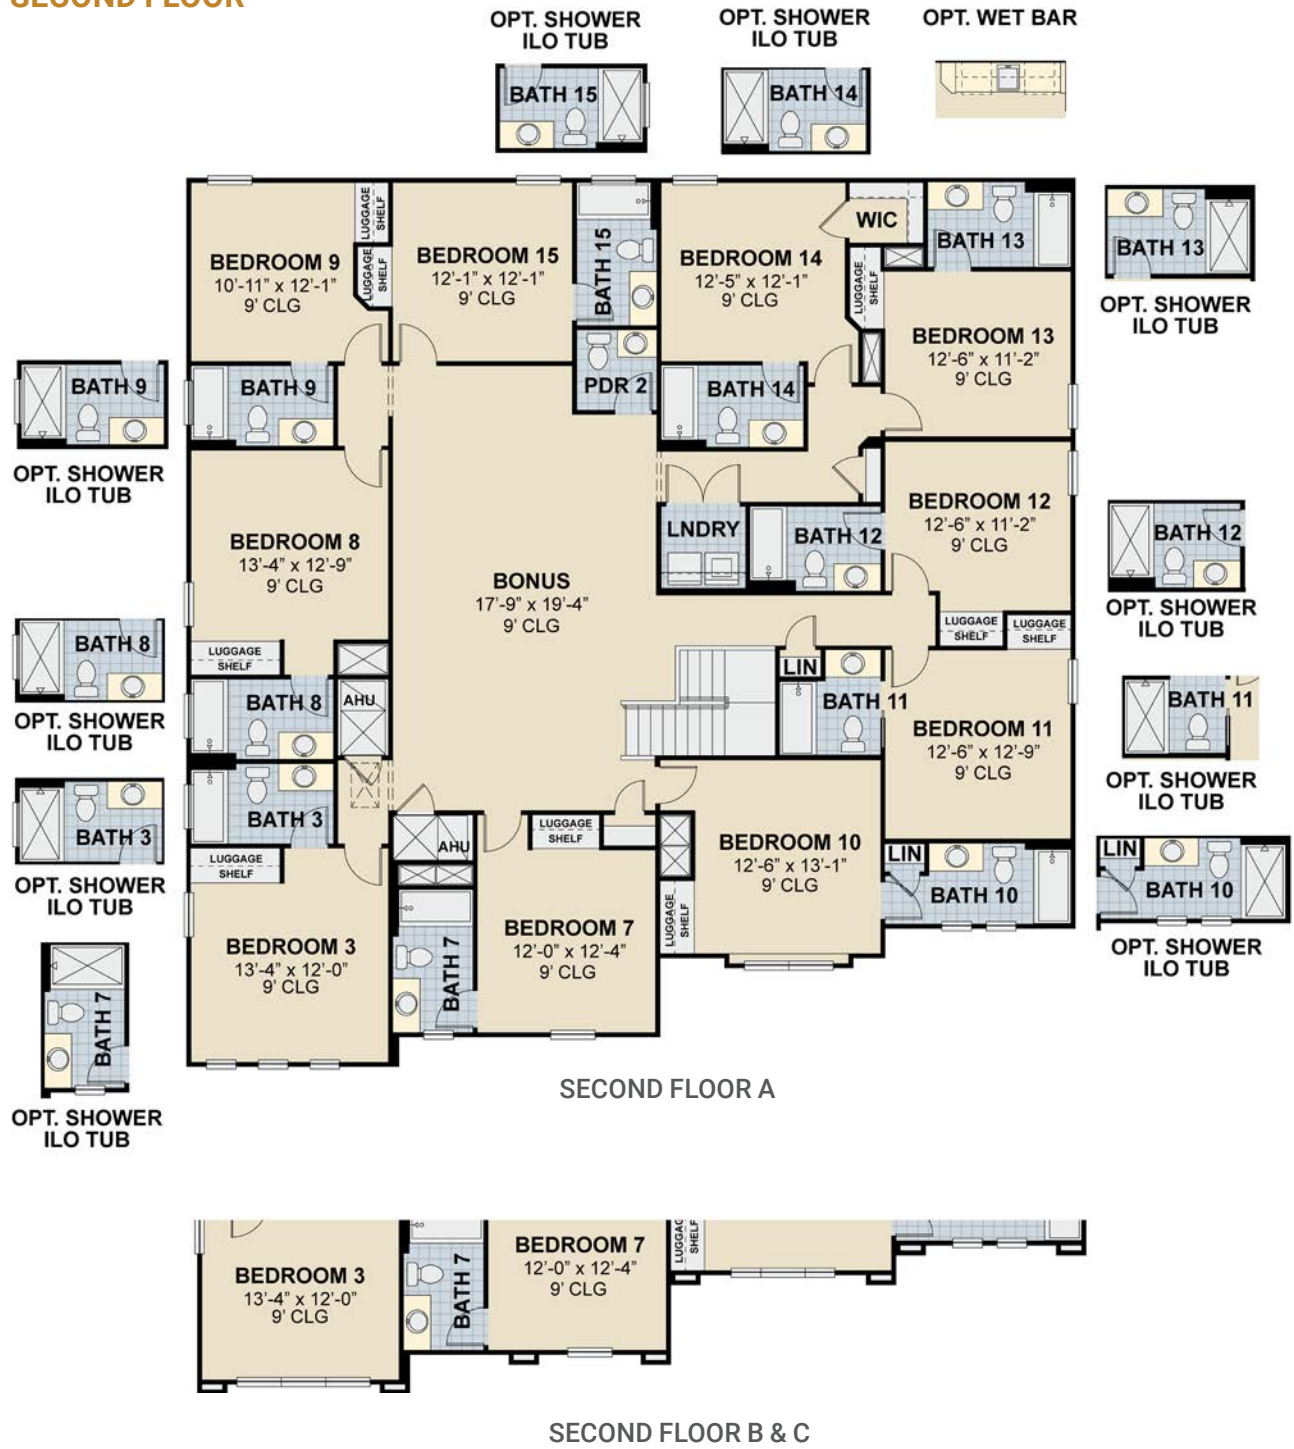 SECOND FLOOR
OPT. SHOWER
ILO TUB
BATH 15
OPT. SHOWER
ILO TUB
BATH 14
OPT. WET BAR
BEDROOM 9
10'-11" x 12'-1"
9' CLG
LUGGAGE
SHELF
LUGGAGE
SHELF
BEDROOM 15
12'-1" x 12'-1"
9' CLG
BATH 15
BEDROOM 14
12'-5" x 12'-1"
9' CLG
WIC
LUGGAGE
SHELF
BATH 13
BATH 13
OPT. SHOWER
ILO TUB
BEDROOM 13
12'-6" x 11'-2"
9' CLG
BATH 9
OPT. SHOWER
ILO TUB
BATH 9
PDR 2
BATH 14
BEDROOM 8
13'-4" x 12'-9"
9' CLG
LUGGAGE
SHELF
BONUS
17'-9" x 19'-4"
9' CLG
LNDRY
BATH 12
BEDROOM 12
12'-6" x 11'-2"
9' CLG
LUGGAGE
SHELF
LUGGAGE
SHELF
BATH 12
OPT. SHOWER
ILO TUB
BATH 8
OPT. SHOWER
ILO TUB
BATH 8
AHU
LIN
BATH 11
BEDROOM 11
12'-6" x 12'-9"
9' CLG
BATH 11
OPT. SHOWER
ILO TUB
BATH 3
OPT. SHOWER
ILO TUB
BATH 3
LUGGAGE
SHELF
AHU
LUGGAGE
SHELF
BEDROOM 10
12'-6" x 13'-1"
9' CLG
LUGGAGE
SHELF
LIN
BATH 10
LIN
BATH 10
OPT. SHOWER
ILO TUB
BEDROOM 3
13'-4" x 12'-0"
9' CLG
BATH 7
BEDROOM 7
12'-0" x 12'-4"
9' CLG
BATH 7
OPT. SHOWER
ILO TUB
SECOND FLOOR A
BEDROOM 3
13'-4" x 12'-0"
9' CLG
BATH 7
BEDROOM 7
12'-0" x 12'-4"
9' CLG
SHELF
SECOND FLOOR B & C